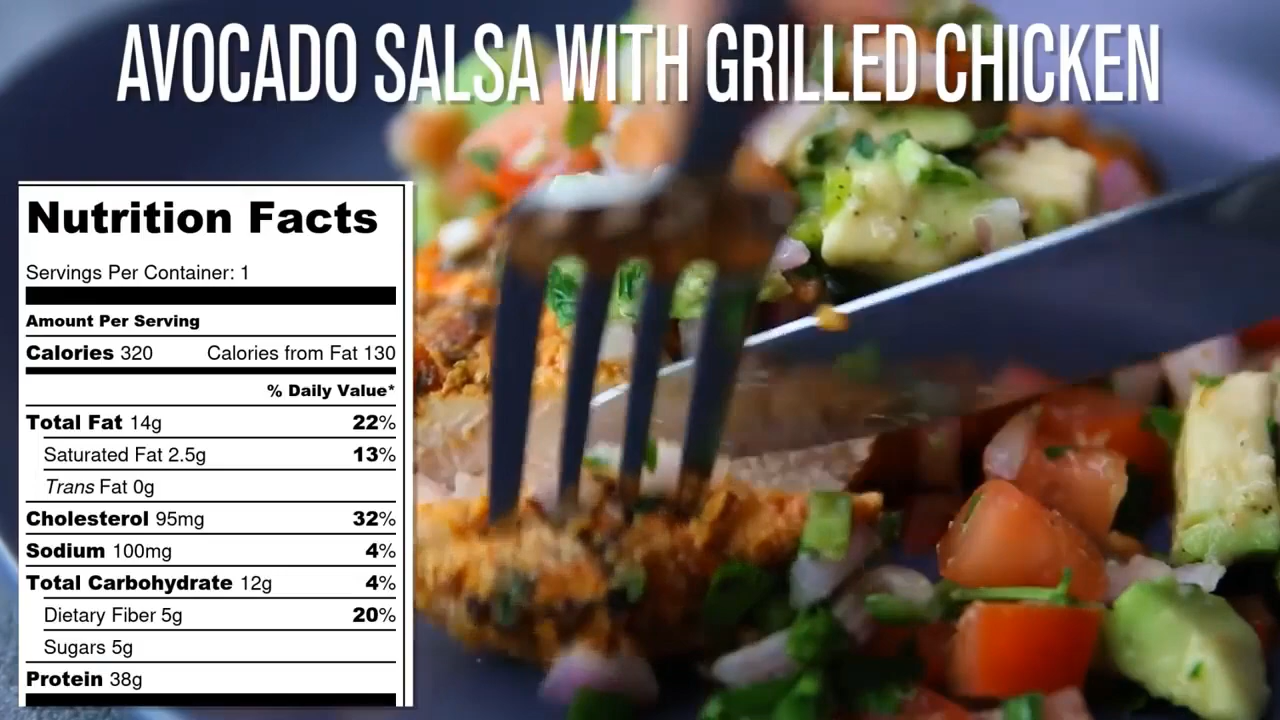 AVOCADO SALSA WITH GRILLED CHICKEN
Nutrition Facts
Servings Per Container: 1
Amount Per Serving
Calories 320 Calories from Fat 130
% Daily Value*
Total Fat 14g 22%
Saturated Fat 2.5g 13%
Trans Fat 0g
Cholesterol 95mg 32%
Sodium 100mg 4%
Total Carbohydrate 12g 4%
Dietary Fiber 5g 20%
Sugars 5g
Protein 38g